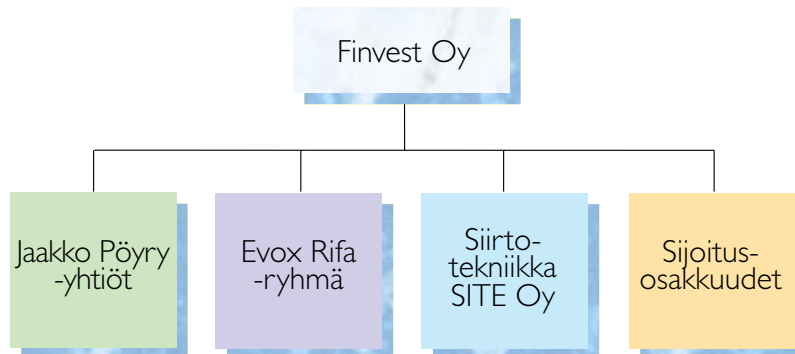 Finvest Oy
Jaakko Pöyry
-yhtiöt
Evox Rifa
-ryhmä
Siirto-
tekniikka
SITE Oy
Sijoitus-
osakkuudet